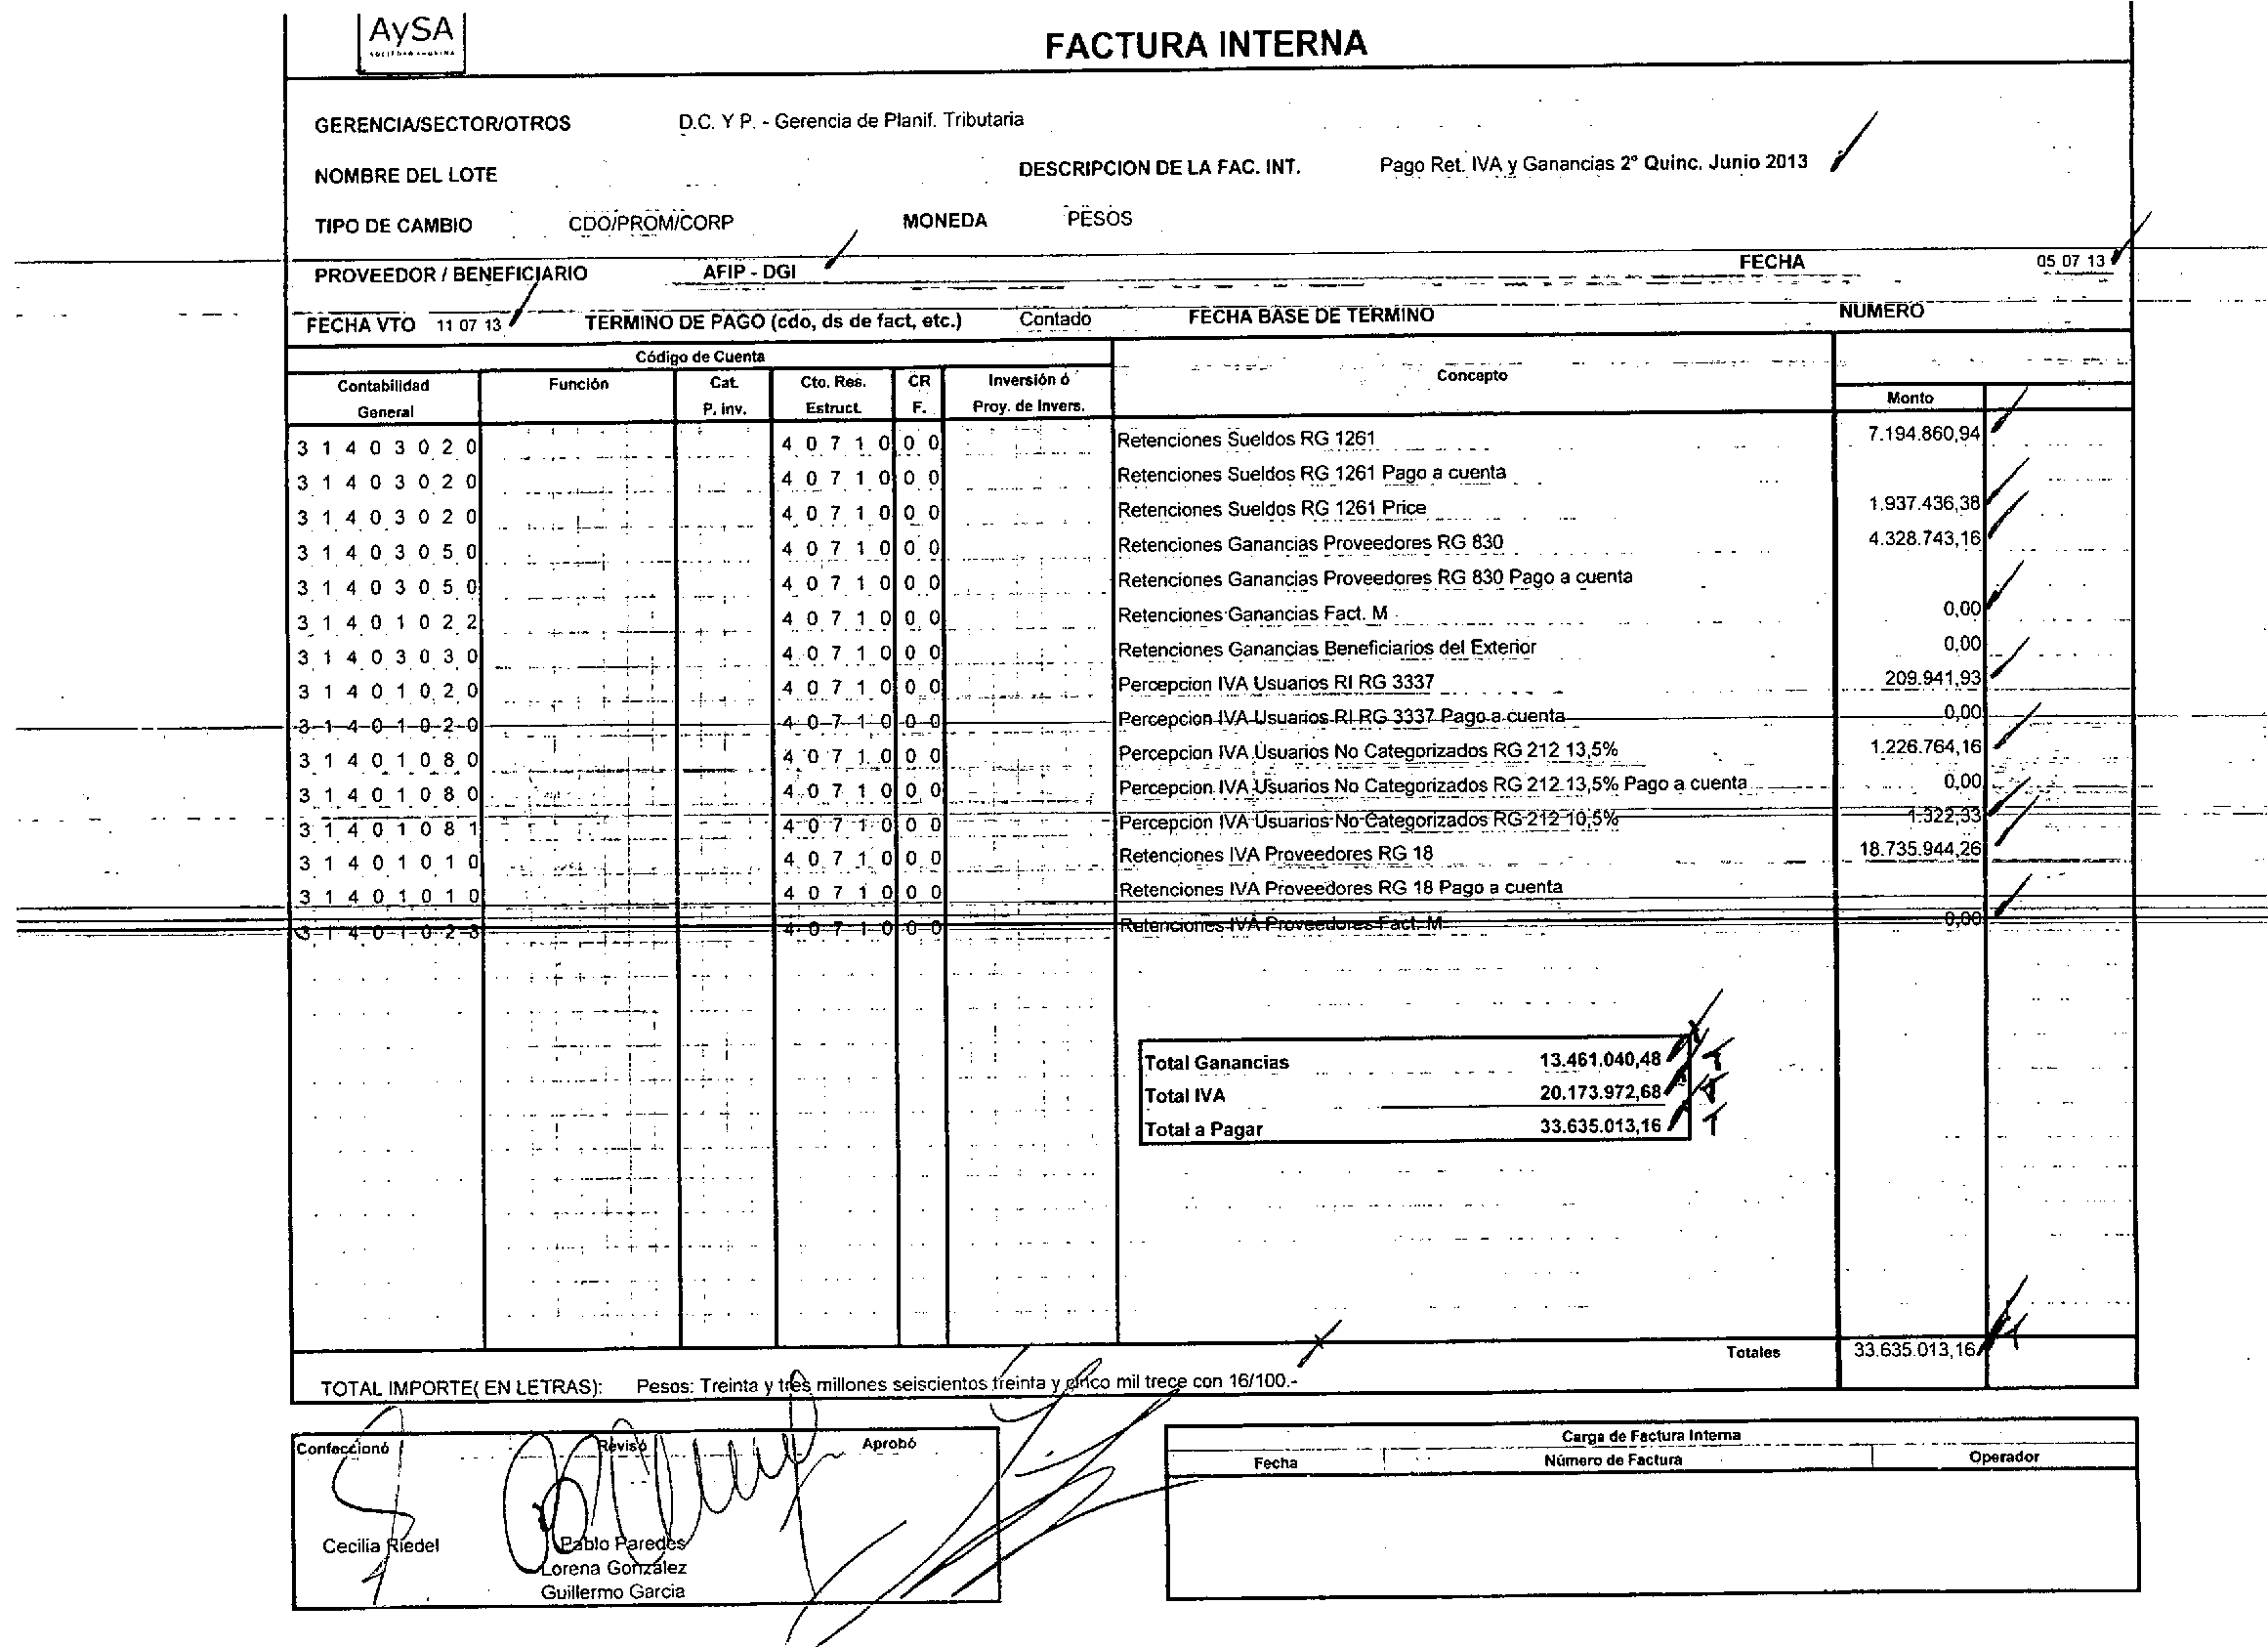 AySA
FACTURA INTERNA
GERENCIA/SECTOR/OTROS D.C. Y P. - Gerencia de Planif. Tributaria
NOMBRE DEL LOTE DESCRIPCION DE LA FAC. INT. Pago Ret. IVA y Ganancias 2° Quinc. Junio 2013
TIPO DE CAMBIO CDO/PROM/CORP MONEDA PESOS
PROVEEDOR / BENEFICIARIO AFIP - DGI FECHA 05 07 13
FECHA VTO 11 07 13 TERMINO DE PAGO (cdo, ds de fact, etc.) Contado FECHA BASE DE TERMINO NUMERO
Código de Cuenta
Contabilidad General Función Cat. P. inv. Cto. Res. Estruct. CR F. Inversión ó Proy. de Invers. Concepto Monto
3 1 4 0 3 0 2 0 4 0 7 1 0 0 0 Retenciones Sueldos RG 1261 7.194.860,94
3 1 4 0 3 0 2 0 4 0 7 1 0 0 0 Retenciones Sueldos RG 1261 Pago a cuenta
3 1 4 0 3 0 2 0 4 0 7 1 0 0 0 Retenciones Sueldos RG 1261 Price 1.937.436,38
3 1 4 0 3 0 5 0 4 0 7 1 0 0 0 Retenciones Ganancias Proveedores RG 830 4.328.743,16
3 1 4 0 3 0 5 0 4 0 7 1 0 0 0 Retenciones Ganancias Proveedores RG 830 Pago a cuenta
3 1 4 0 1 0 2 2 4 0 7 1 0 0 0 Retenciones Ganancias Fact. M 0,00
3 1 4 0 3 0 3 0 4 0 7 1 0 0 0 Retenciones Ganancias Beneficiarios del Exterior 0,00
3 1 4 0 1 0 2 0 4 0 7 1 0 0 0 Percepcion IVA Usuarios RI RG 3337 209.941,93
3 1 4 0 1 0 2 0 4 0 7 1 0 0 0 Percepcion IVA Usuarios RI RG 3337 Pago a cuenta 0,00
3 1 4 0 1 0 8 0 4 0 7 1 0 0 0 Percepcion IVA Usuarios No Categorizados RG 212 13,5% 1.226.764,16
3 1 4 0 1 0 8 0 4 0 7 1 0 0 0 Percepcion IVA Usuarios No Categorizados RG 212 13,5% Pago a cuenta 0,00
3 1 4 0 1 0 8 1 4 0 7 1 0 0 0 Percepcion IVA Usuarios No Categorizados RG 212 10,5% 1.322,33
3 1 4 0 1 0 1 0 4 0 7 1 0 0 0 Retenciones IVA Proveedores RG 18 18.735.944,26
3 1 4 0 1 0 1 0 4 0 7 1 0 0 0 Retenciones IVA Proveedores RG 18 Pago a cuenta
3 1 4 0 1 0 2 3 4 0 7 1 0 0 0 Retenciones IVA Proveedores Fact. M 0,00
Total Ganancias 13.461.040,48
Total IVA 20.173.972,68
Total a Pagar 33.635.013,16
Totales 33.635.013,16
TOTAL IMPORTE( EN LETRAS): Pesos: Treinta y tres millones seiscientos treinta y cinco mil trece con 16/100.-
Confeccionó Revisó Aprobó
Cecilia Riedel Pablo Paredes
Lorena González
Guillermo Garcia
Carga de Factura Interna
Fecha Número de Factura Operador